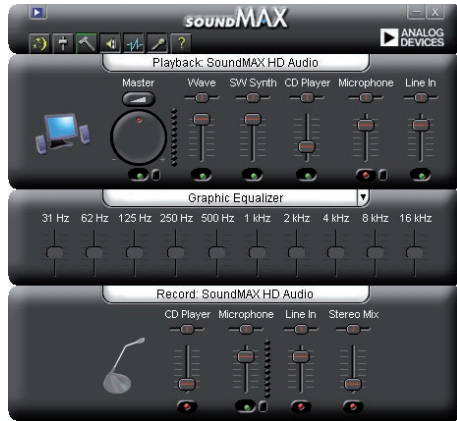 SOUNDMAX
ANALOG
DEVICES
?
Playback: SoundMAX HD Audio
Master Wave SW Synth CD Player Microphone Line In
- +
Graphic Equalizer
31 Hz 62 Hz 125 Hz 250 Hz 500 Hz 1 kHz 2 kHz 4 kHz 8 kHz 16 kHz
Record: SoundMAX HD Audio
CD Player Microphone Line In Stereo Mix